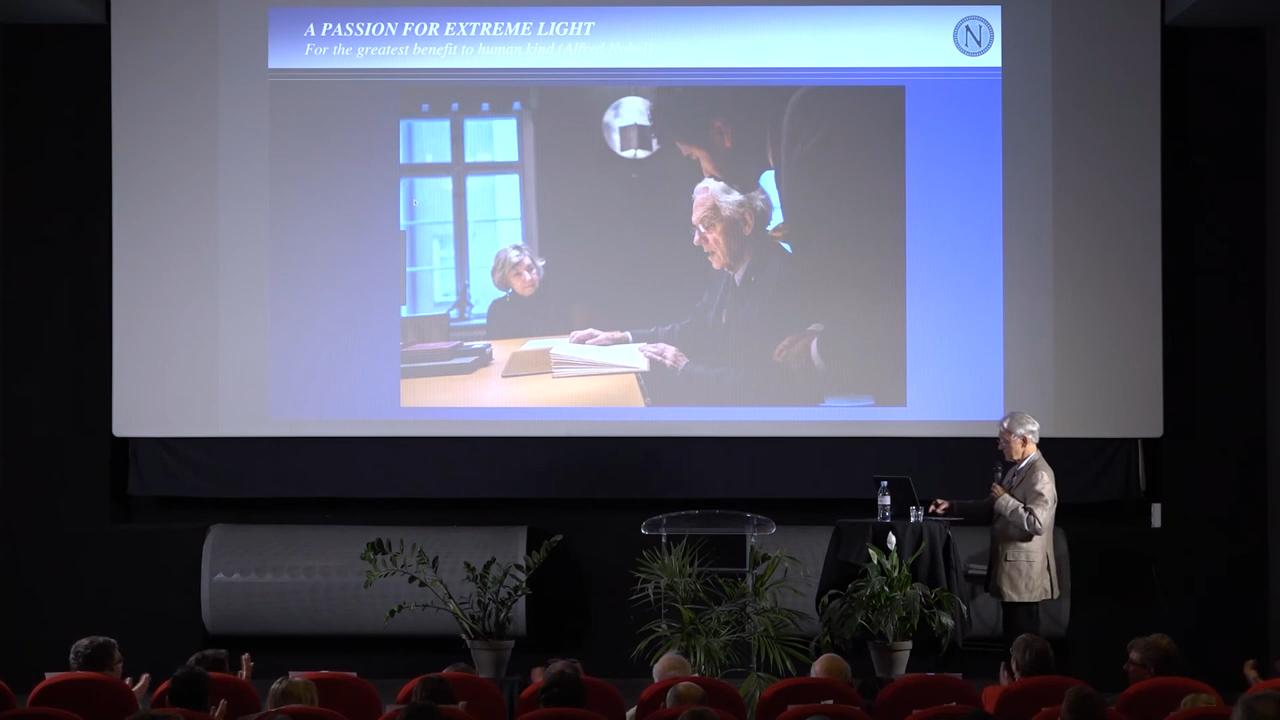 A PASSION FOR EXTREME LIGHT
For the greatest benefit to human kind (Alfred Nobel)
N